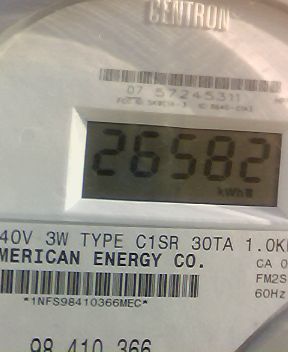 CENTRON
07 57245311
26582
kWh
40V 3W TYPE C1SR 30TA 1.0K
MERICAN ENERGY CO.
CA 0
FM2S
*1NFS98410366MEC*
60Hz
98 410 366